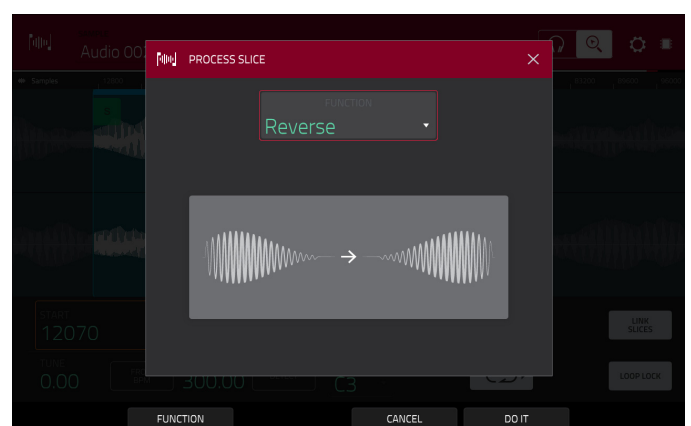 Audio 002
PROCESS SLICE
Samples
FUNCTION
Reverse
START
12070
LINK
SLICES
TUNE
0.00
300.00
C3
LOOP LOCK
FUNCTION
CANCEL
DO IT